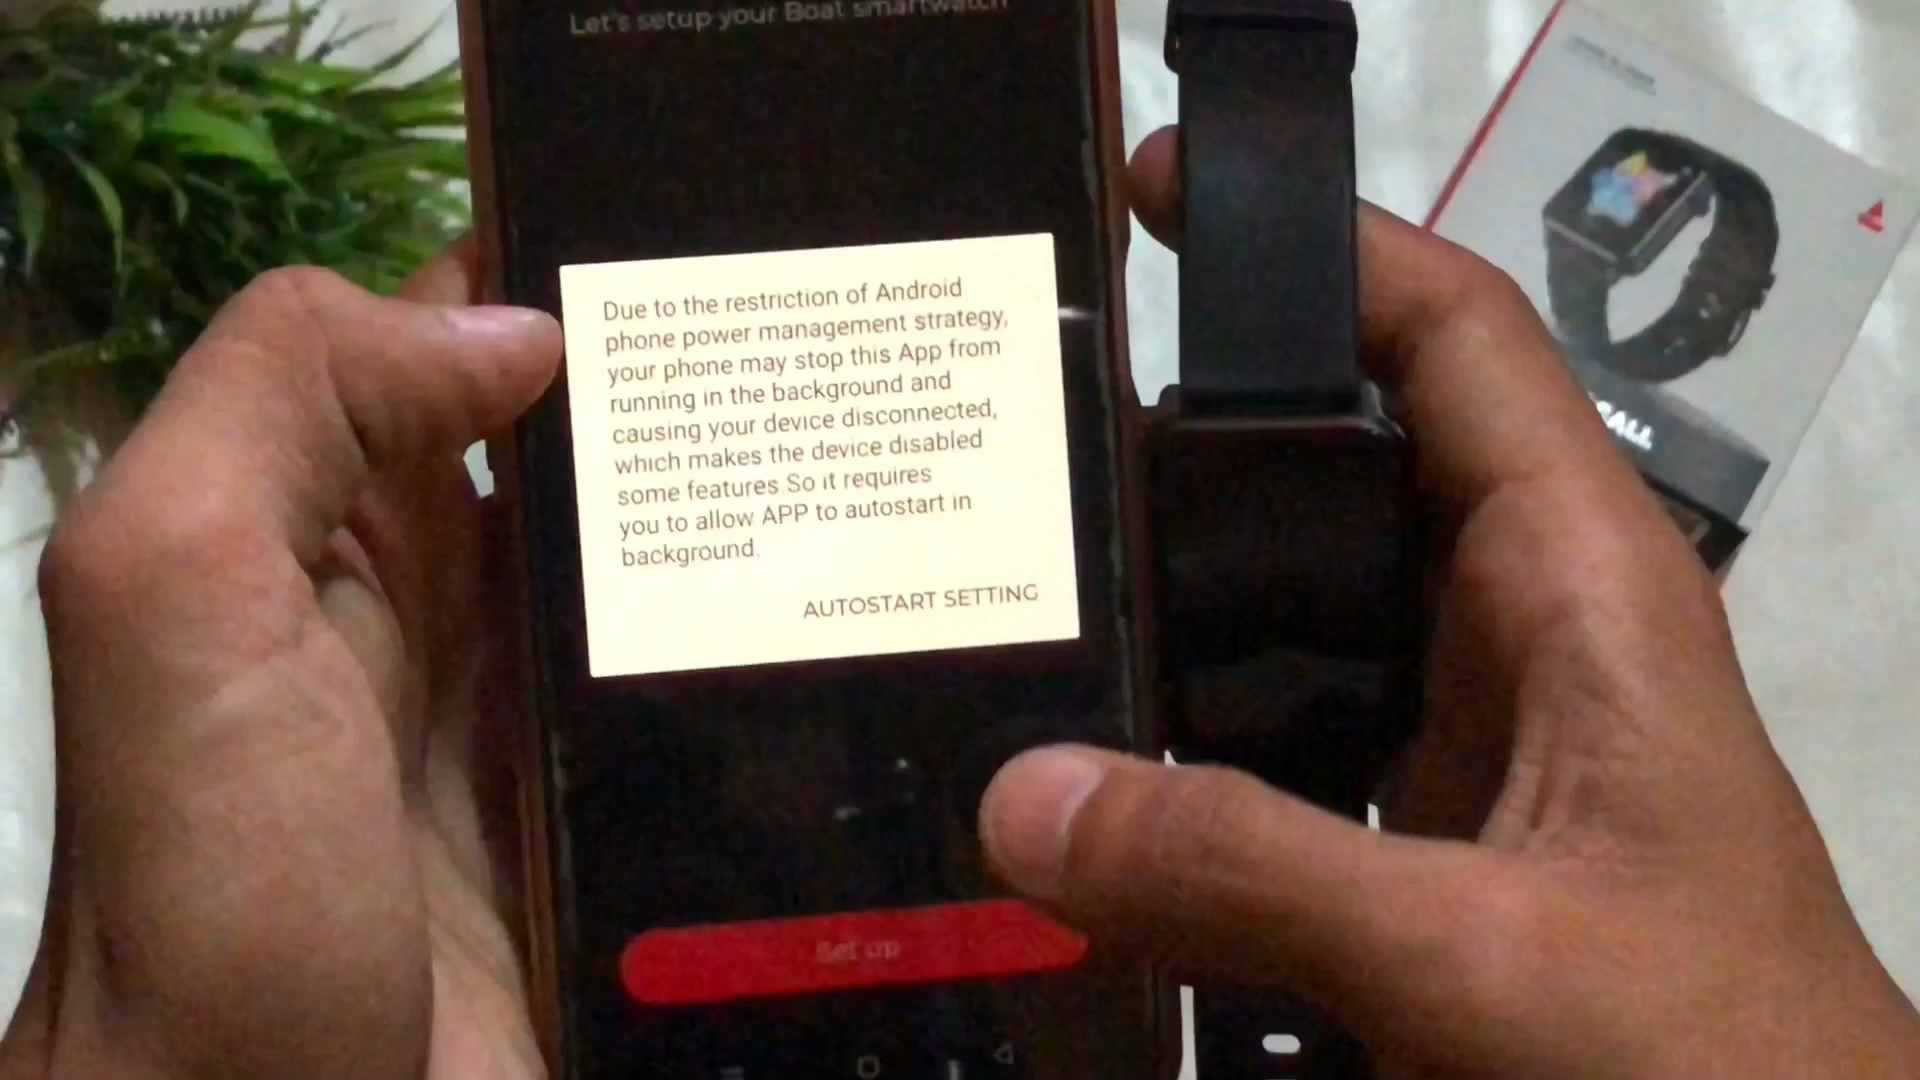 Let's setup your Boat smartwatch
Due to the restriction of Android
phone power management strategy,
your phone may stop this App from
running in the background and
causing your device disconnected,
which makes the device disabled
some features.So it requires
you to allow APP to autostart in
background.
AUTOSTART SETTING
Set up
CALL